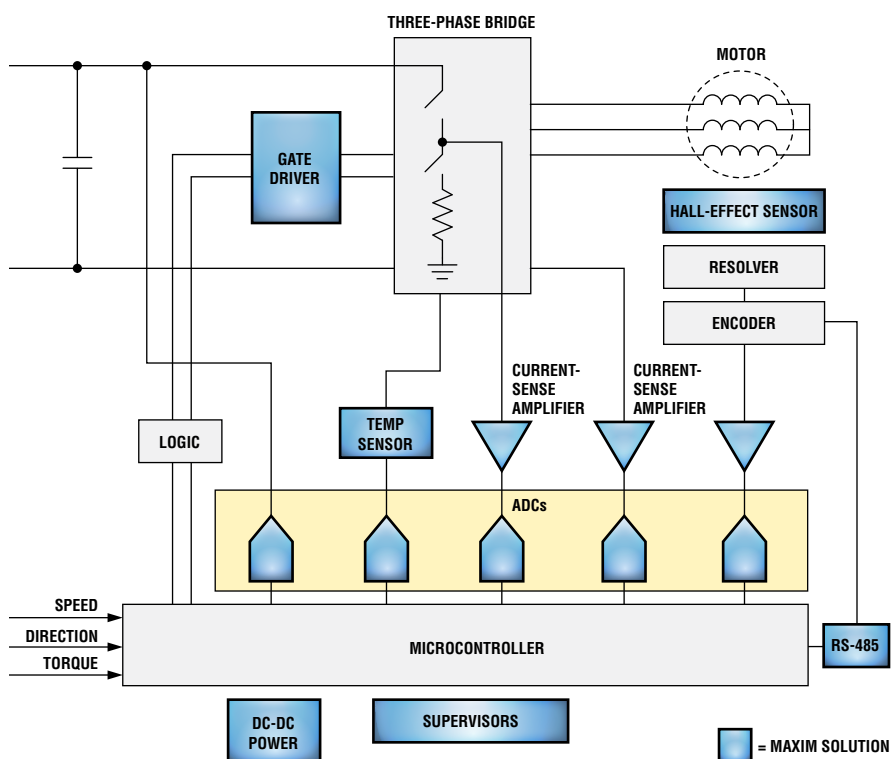 THREE-PHASE BRIDGE
MOTOR
GATE
DRIVER
HALL-EFFECT SENSOR
RESOLVER
ENCODER
CURRENT-
SENSE
AMPLIFIER
CURRENT-
SENSE
AMPLIFIER
LOGIC
TEMP
SENSOR
ADCs
SPEED
DIRECTION
TORQUE
MICROCONTROLLER
RS-485
DC-DC
POWER
SUPERVISORS
= MAXIM SOLUTION